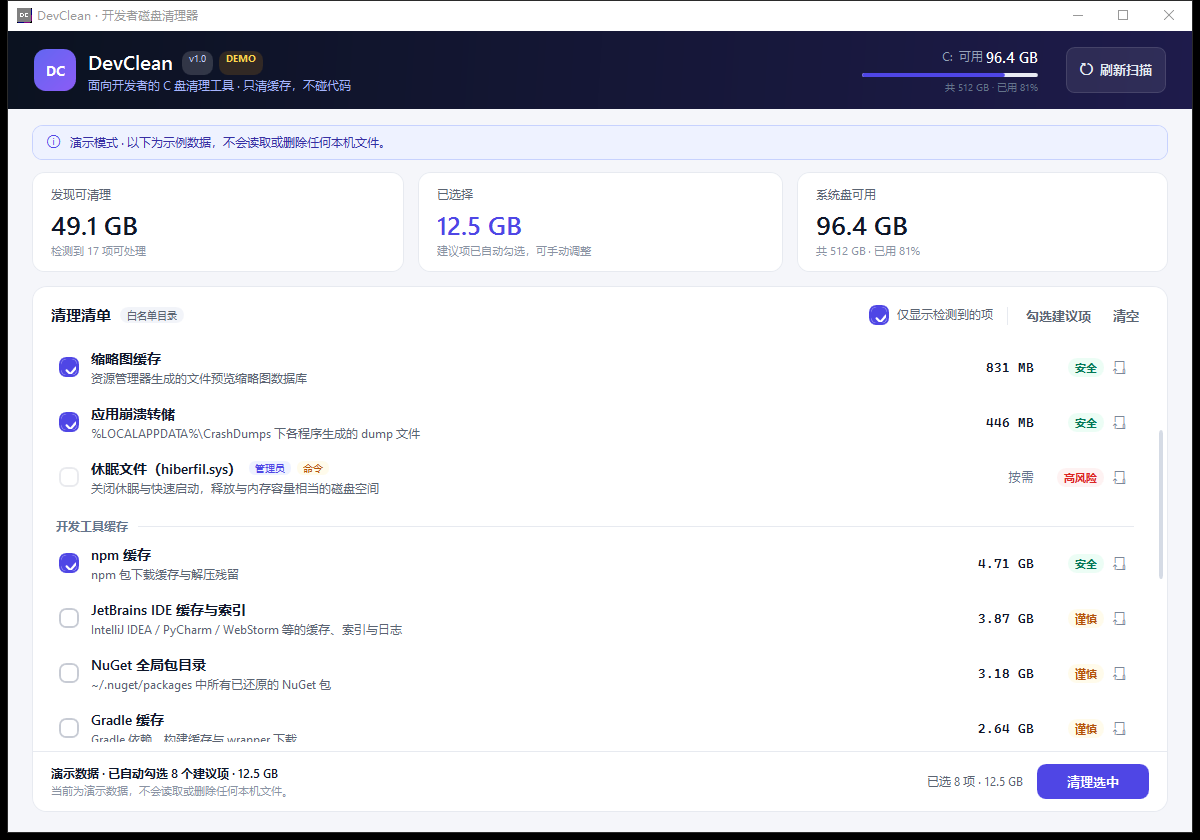 DC DevClean · 开发者磁盘清理器
DC
DevClean v1.0 DEMO
面向开发者的 C 盘清理工具 · 只清缓存，不碰代码
C: 可用 96.4 GB
共 512 GB · 已用 81%
刷新扫描
演示模式 · 以下为示例数据，不会读取或删除任何本机文件。
发现可清理
49.1 GB
检测到 17 项可处理
已选择
12.5 GB
建议项已自动勾选，可手动调整
系统盘可用
96.4 GB
共 512 GB · 已用 81%
清理清单 白名单目录
仅显示检测到的项 勾选建议项 清空
缩略图缓存
资源管理器生成的文件预览缩略图数据库
831 MB 安全
应用崩溃转储
%LOCALAPPDATA%\CrashDumps 下各程序生成的 dump 文件
446 MB 安全
休眠文件（hiberfil.sys） 管理员 命令
关闭休眠与快速启动，释放与内存容量相当的磁盘空间
按需 高风险
开发工具缓存
npm 缓存
npm 包下载缓存与解压残留
4.71 GB 安全
JetBrains IDE 缓存与索引
IntelliJ IDEA / PyCharm / WebStorm 等的缓存、索引与日志
3.87 GB 谨慎
NuGet 全局包目录
~/.nuget/packages 中所有已还原的 NuGet 包
3.18 GB 谨慎
Gradle 缓存
Gradle 依赖、构建缓存与 wrapper 下载
2.64 GB 谨慎
演示数据 · 已自动勾选 8 个建议项 · 12.5 GB
当前为演示数据，不会读取或删除任何本机文件。
已选 8 项 · 12.5 GB
清理选中